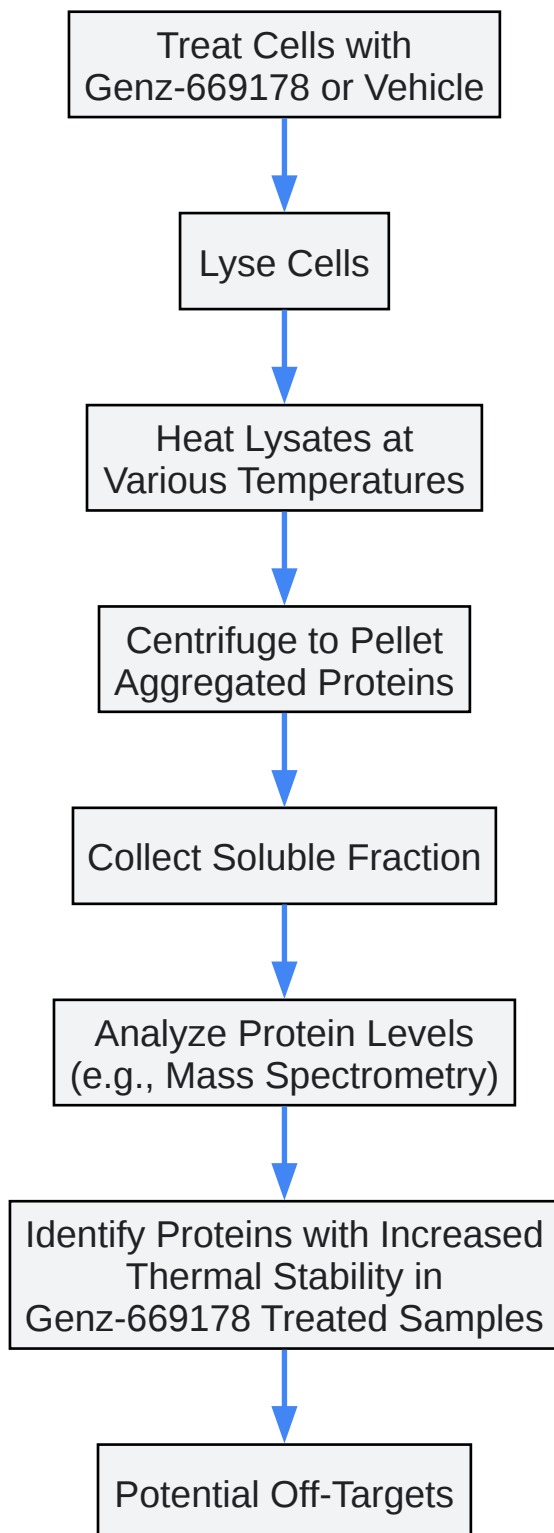 Treat Cells with
Genz-669178 or Vehicle
Lyse Cells
Heat Lysates at
Various Temperatures
Centrifuge to Pellet
Aggregated Proteins
Collect Soluble Fraction
Analyze Protein Levels
(e.g., Mass Spectrometry)
Identify Proteins with Increased
Thermal Stability in
Genz-669178 Treated Samples
Potential Off-Targets